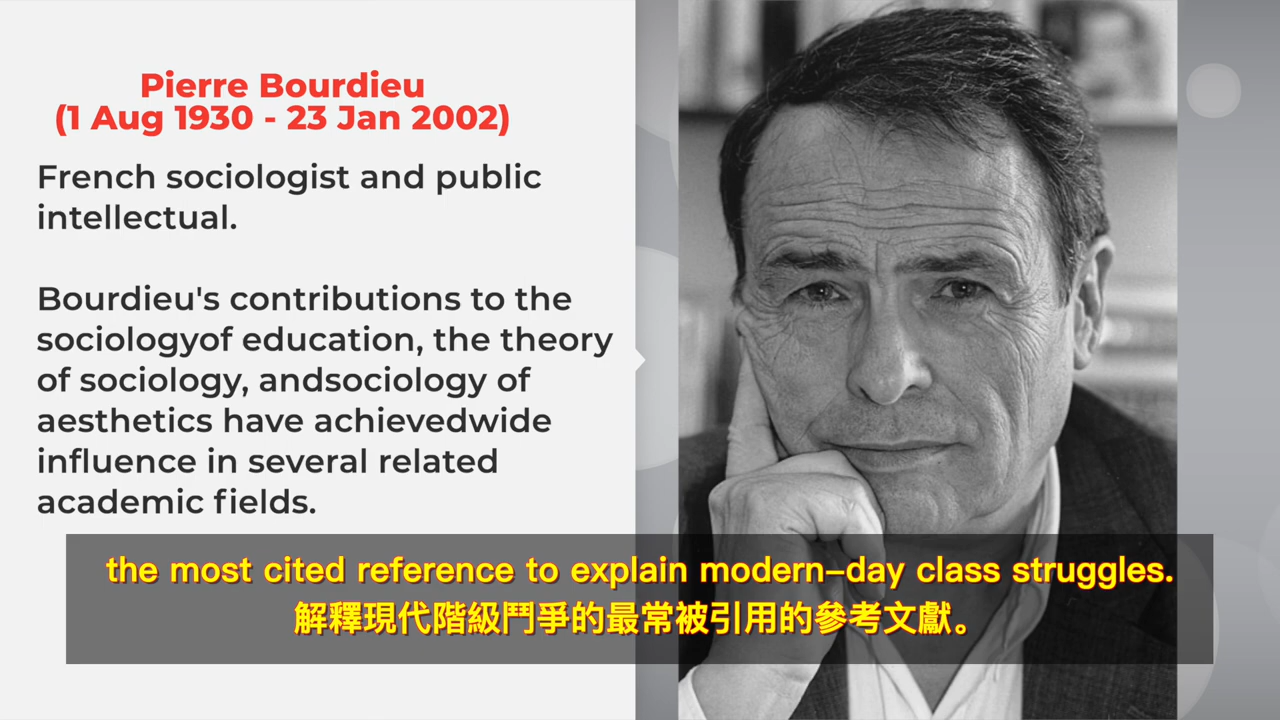 Pierre Bourdieu
(1 Aug 1930 - 23 Jan 2002)
French sociologist and public
intellectual.
Bourdieu's contributions to the
sociologyof education, the theory
of sociology, andsociology of
aesthetics have achievedwide
influence in several related
academic fields.
the most cited reference to explain modern-day class struggles.
解釋現代階級鬥爭的最常被引用的參考文獻。